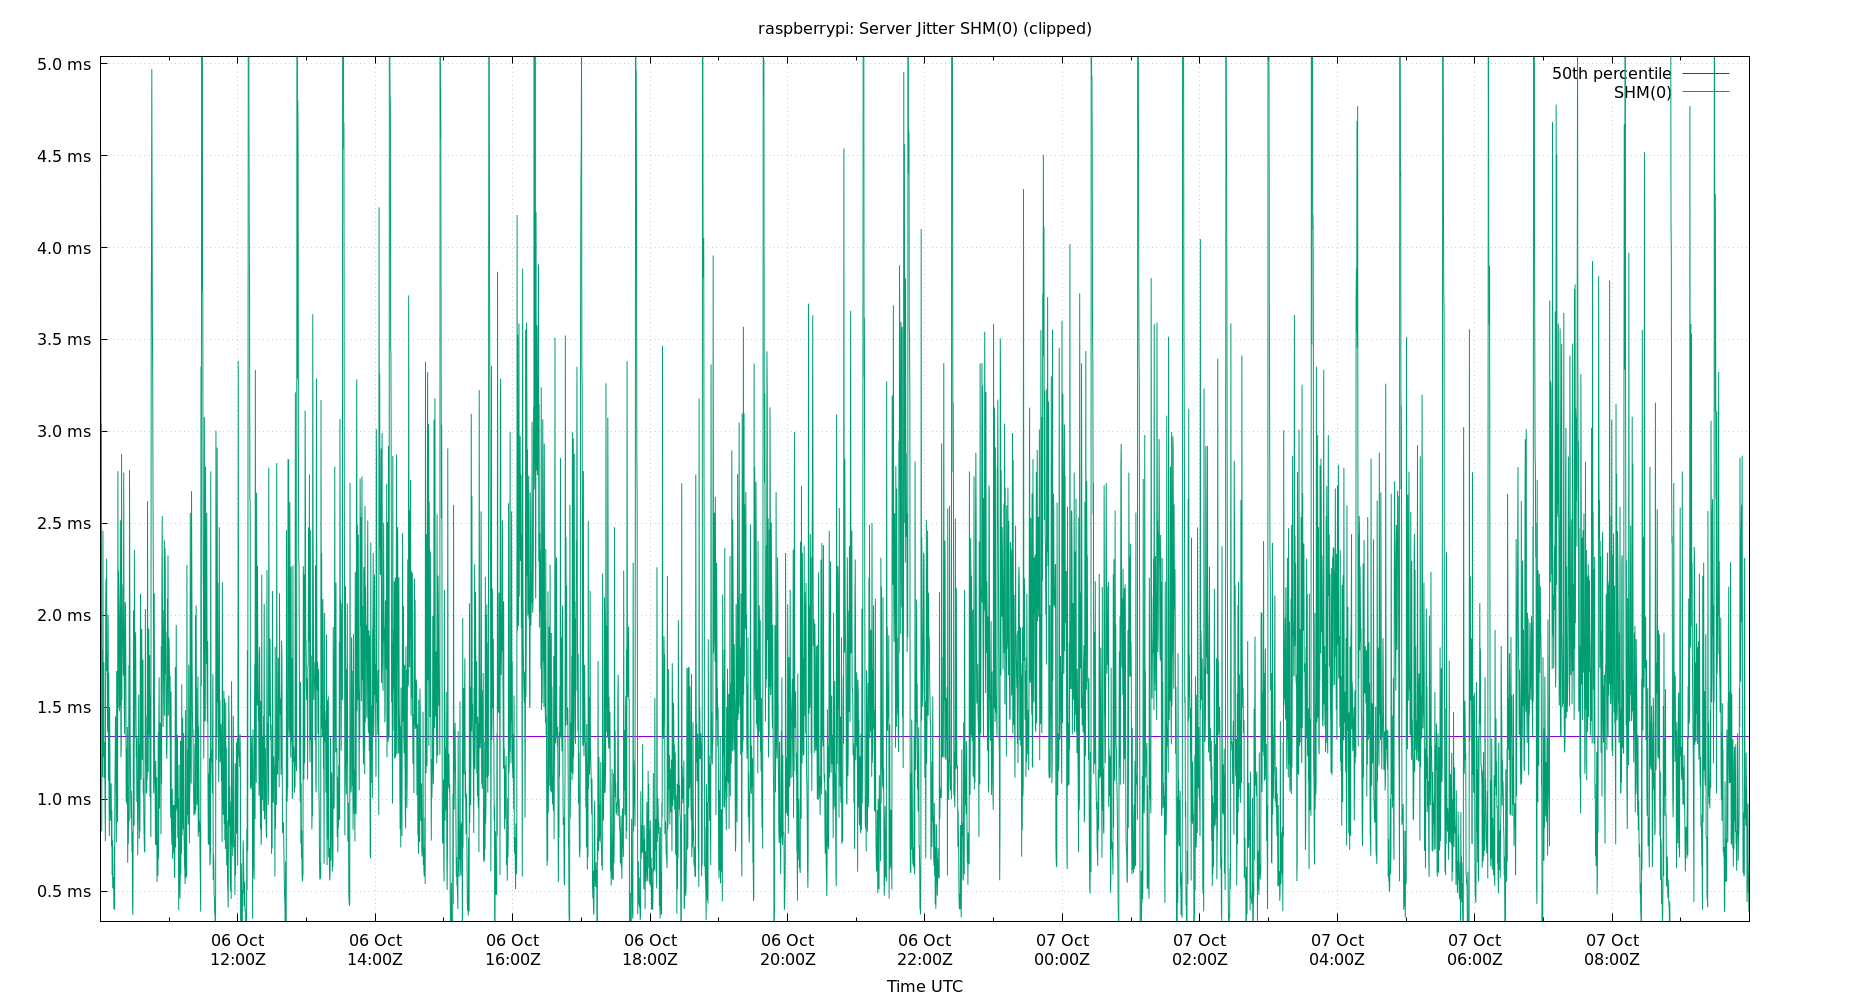 raspberrypi: Server Jitter SHM(0) (clipped)
5.0 ms
50th percentile
SHM(0)
4.5 ms
4.0 ms
3.5 ms
3.0 ms
2.5 ms
2.0 ms
1.5 ms
1.0 ms
0.5 ms
06 Oct 06 Oct 06 Oct 06 Oct 06 Oct 06 Oct 07 Oct 07 Oct 07 Oct 07 Oct 07 Oct
12:00Z 14:00Z 16:00Z 18:00Z 20:00Z 22:00Z 00:00Z 02:00Z 04:00Z 06:00Z 08:00Z
Time UTC